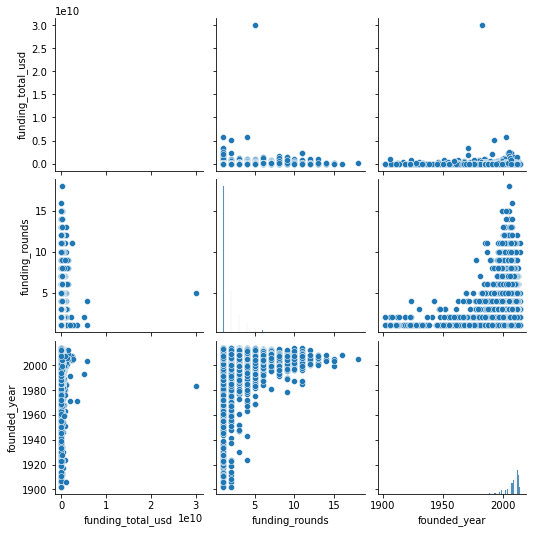 1e10
3.0
2.5
2.0
1.5
1.0
0.5
0.0
funding_total_usd
15
10
5
funding_rounds
2000
1980
1960
1940
1920
1900
founded_year
0 1 2 3
1e10
funding_total_usd
5 10 15
funding_rounds
1900 1950 2000
founded_year